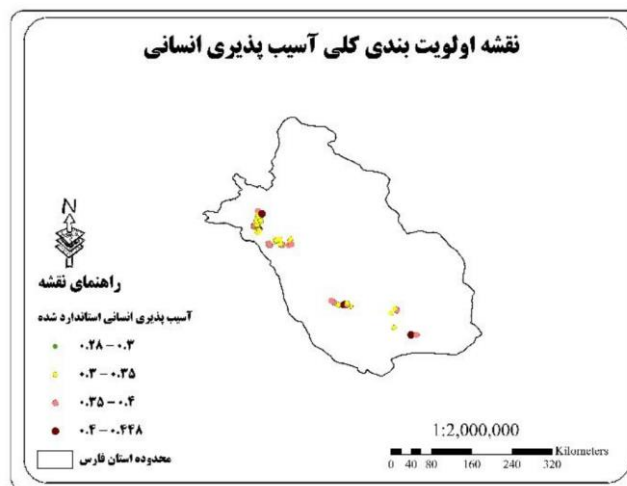 نقشه اولویت بندی کلی آسیب پذیری انسانی
N
راهنمای نقشه
آسیب پذیری انسانی استاندارد شده
۰.۲۸ – ۰.۳
۰.۳ – ۰.۳۵
۰.۳۵ – ۰.۴
۰.۴ – ۰.۴۴۸
محدوده استان فارس
1:2,000,000
Kilometers
0 40 80 160 240 320